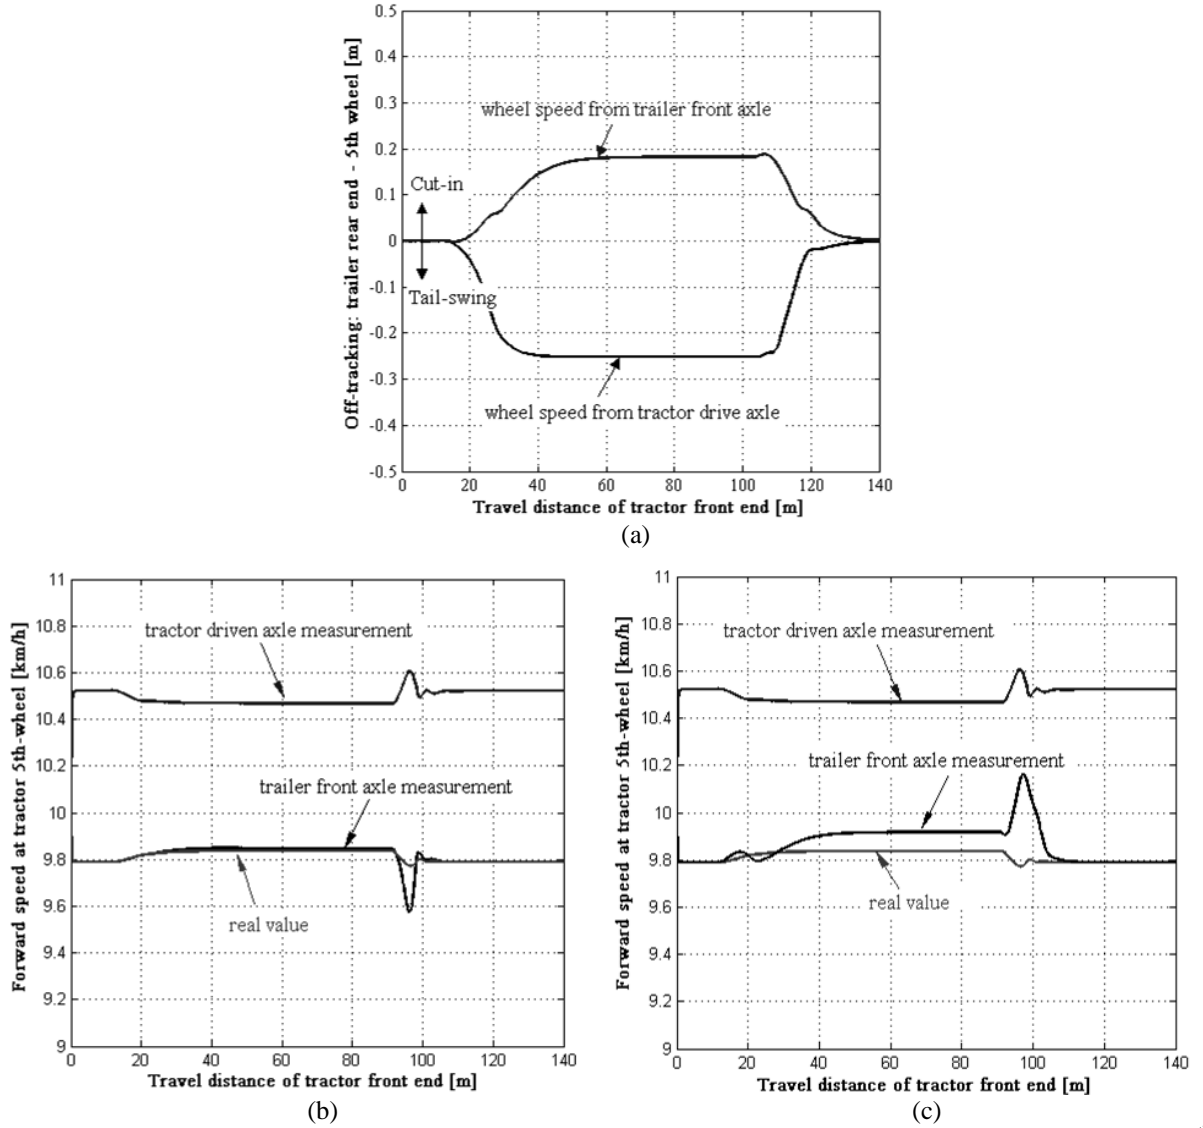 Off-tracking: trailer rear end - 5th wheel [m]
0.5
0.4
0.3
0.2
0.1
0
-0.1
-0.2
-0.3
-0.4
-0.5
wheel speed from trailer front axle
Cut-in
Tail-swing
wheel speed from tractor drive axle
0 20 40 60 80 100 120 140
Travel distance of tractor front end [m]
(a)
Forward speed at tractor 5th-wheel [km/h]
11
10.8
10.6
10.4
10.2
10
9.8
9.6
9.4
9.2
9
tractor driven axle measurement
trailer front axle measurement
real value
0 20 40 60 80 100 120 140
Travel distance of tractor front end [m]
(b)
Forward speed at tractor 5th-wheel [km/h]
11
10.8
10.6
10.4
10.2
10
9.8
9.6
9.4
9.2
9
tractor driven axle measurement
trailer front axle measurement
real value
0 20 40 60 80 100 120 140
Travel distance of tractor front end [m]
(c)